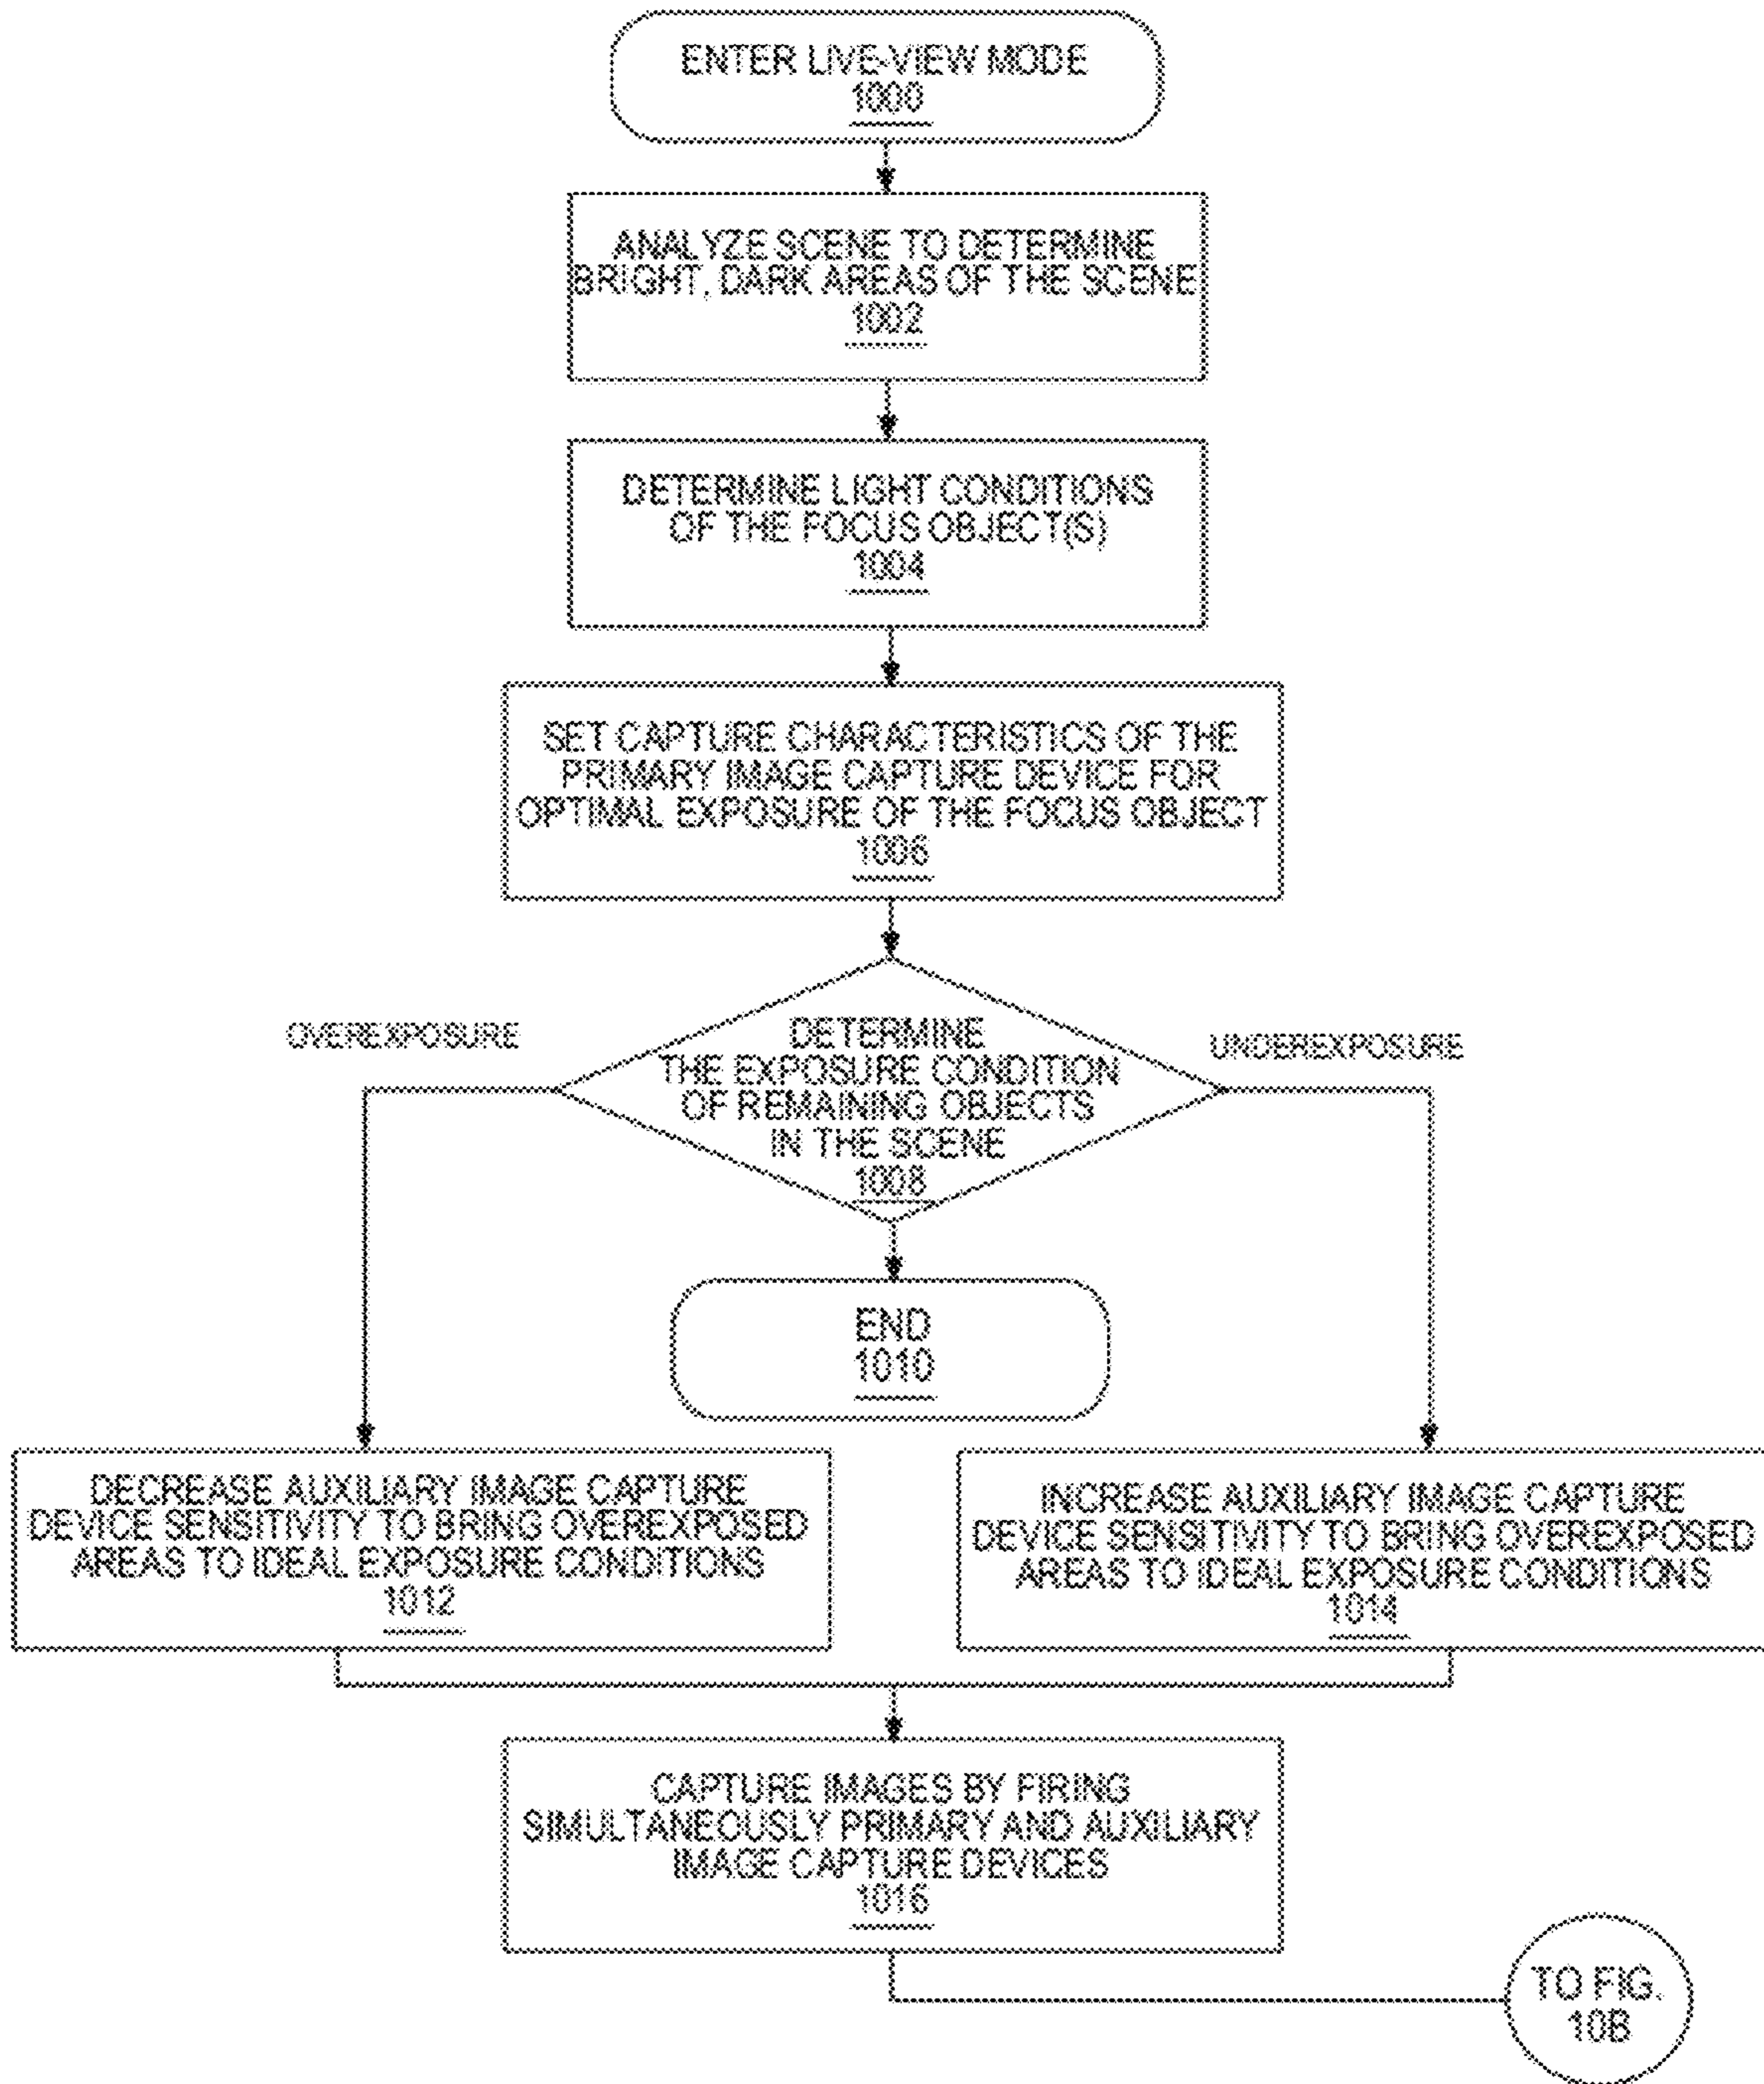 ENTER LIVE-VIEW MODE
1000
ANALYZE SCENE TO DETERMINE
BRIGHT, DARK AREAS OF THE SCENE
1002
DETERMINE LIGHT CONDITIONS
OF THE FOCUS OBJECT(S)
1004
SET CAPTURE CHARACTERISTICS OF THE
PRIMARY IMAGE CAPTURE DEVICE FOR
OPTIMAL EXPOSURE OF THE FOCUS OBJECT
1006
OVEREXPOSURE
DETERMINE
THE EXPOSURE CONDITION
OF REMAINING OBJECTS
IN THE SCENE
1008
UNDEREXPOSURE
END
1010
DECREASE AUXILIARY IMAGE CAPTURE
DEVICE SENSITIVITY TO BRING OVEREXPOSED
AREAS TO IDEAL EXPOSURE CONDITIONS
1012
INCREASE AUXILIARY IMAGE CAPTURE
DEVICE SENSITIVITY TO BRING OVEREXPOSED
AREAS TO IDEAL EXPOSURE CONDITIONS
1014
CAPTURE IMAGES BY FIRING
SIMULTANEOUSLY PRIMARY AND AUXILIARY
IMAGE CAPTURE DEVICES
1016
TO FIG.
10B